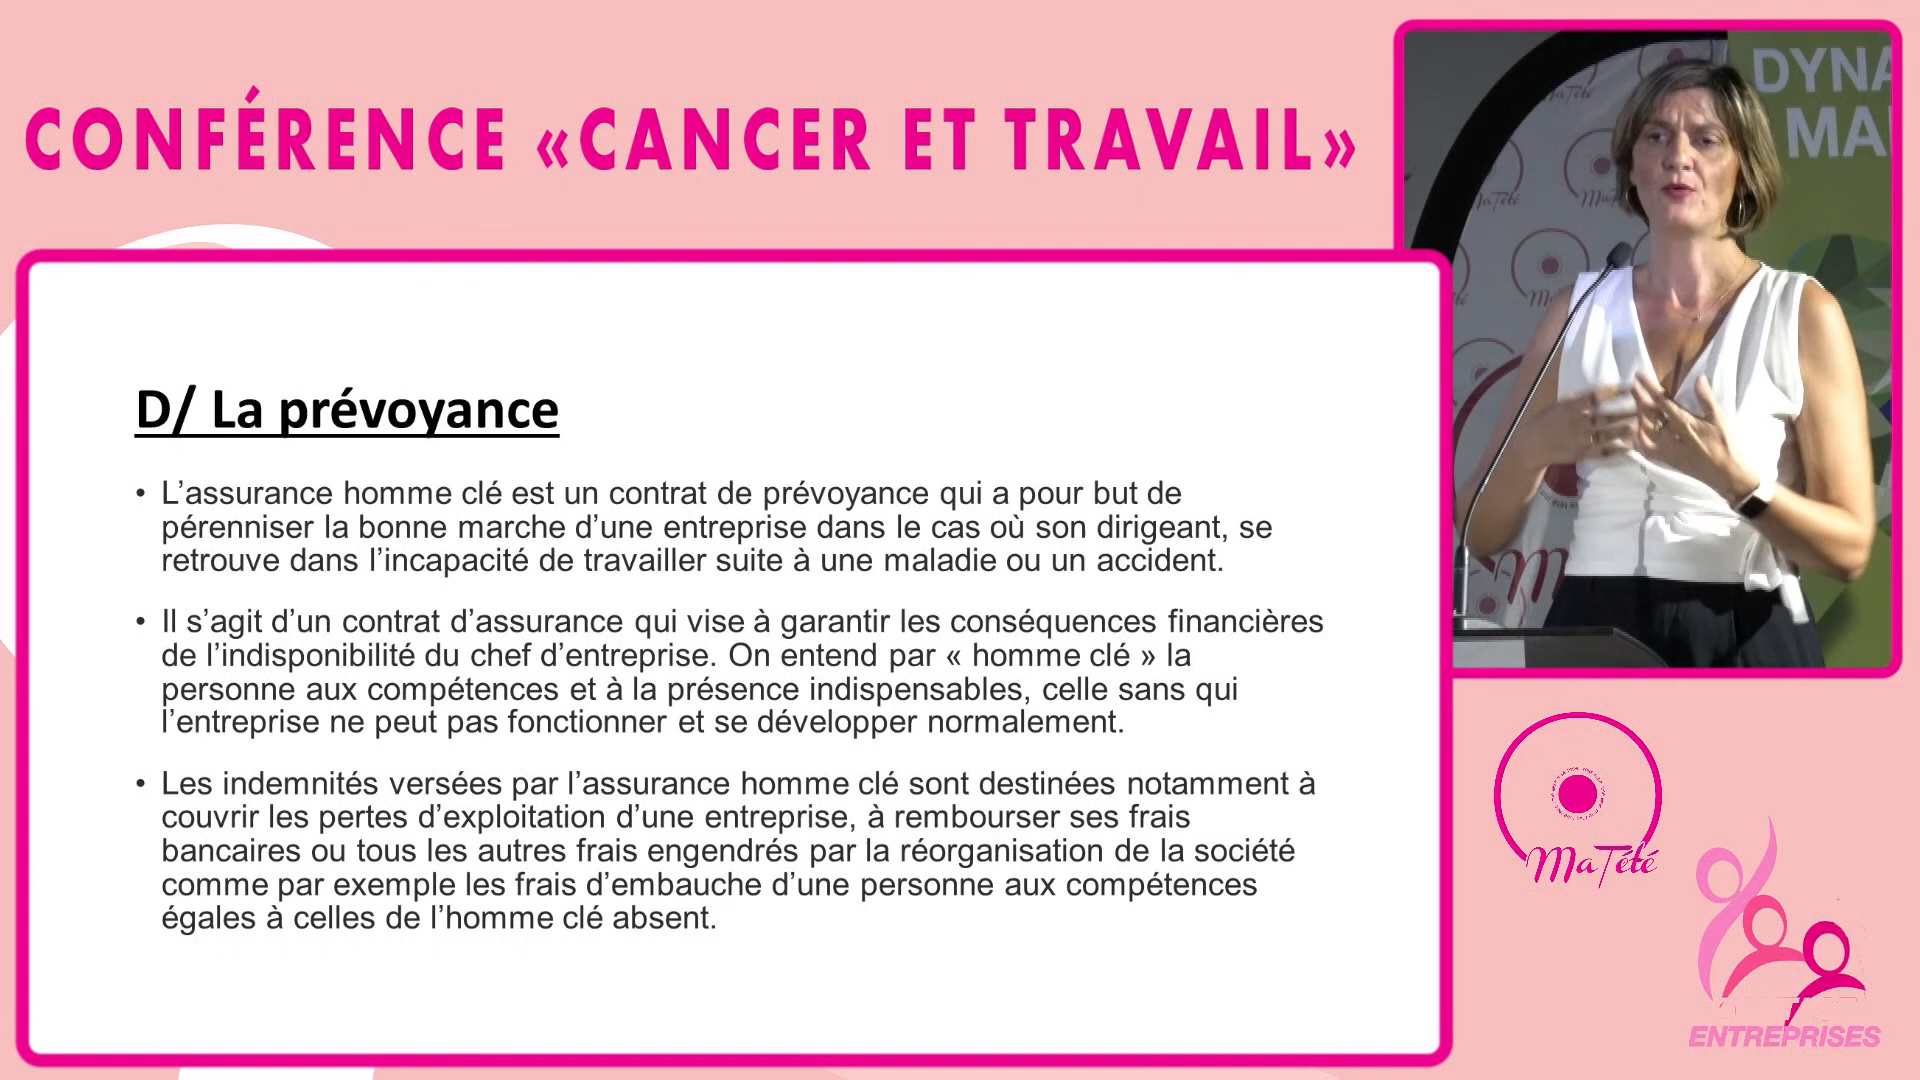 CONFÉRENCE «CANCER ET TRAVAIL»
DYNA
MA
D/ La prévoyance
• L’assurance homme clé est un contrat de prévoyance qui a pour but de
pérenniser la bonne marche d’une entreprise dans le cas où son dirigeant, se
retrouve dans l’incapacité de travailler suite à une maladie ou un accident.
• Il s’agit d’un contrat d’assurance qui vise à garantir les conséquences financières
de l’indisponibilité du chef d’entreprise. On entend par « homme clé » la
personne aux compétences et à la présence indispensables, celle sans qui
l’entreprise ne peut pas fonctionner et se développer normalement.
• Les indemnités versées par l’assurance homme clé sont destinées notamment à
couvrir les pertes d’exploitation d’une entreprise, à rembourser ses frais
bancaires ou tous les autres frais engendrés par la réorganisation de la société
comme par exemple les frais d’embauche d’une personne aux compétences
égales à celles de l’homme clé absent.
MaTété
ENTREPRISES